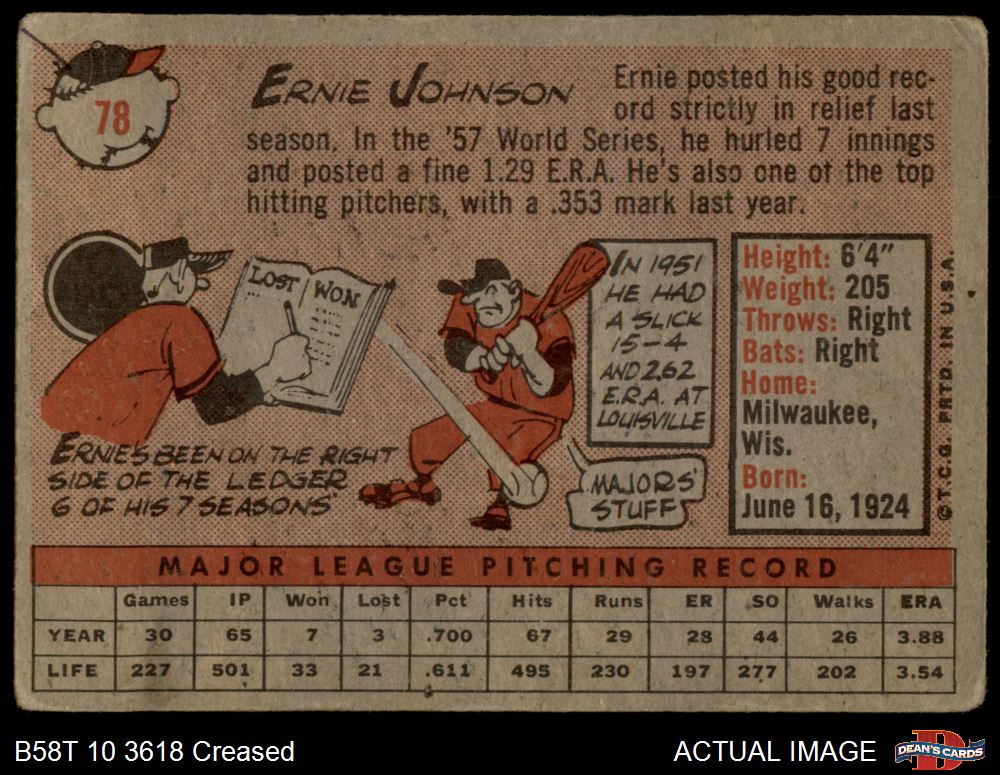 78
ERNIE JOHNSON
Ernie posted his good rec-
ord strictly in relief last
season. In the '57 World Series, he hurled 7 innings
and posted a fine 1.29 E.R.A. He's also one of the top
hitting pitchers, with a .353 mark last year.
LOST WON
ERNIE'S BEEN ON THE RIGHT
SIDE OF THE LEDGER
6 OF HIS 7 SEASONS
IN 1951
HE HAD
A SLICK
15-4
AND 2.62
E.R.A. AT
LOUISVILLE
MAJORS'
STUFF
Height: 6'4"
Weight: 205
Throws: Right
Bats: Right
Home:
Milwaukee,
Wis.
Born:
June 16, 1924
© T.C.G. PRTD. IN U.S.A.
MAJOR LEAGUE PITCHING RECORD
Games IP Won Lost Pct Hits Runs ER SO Walks ERA
YEAR 30 65 7 3 .700 67 29 28 44 26 3.88
LIFE 227 501 33 21 .611 495 230 197 277 202 3.54
B58T 10 3618 Creased
ACTUAL IMAGE
D
DEAN'S CARDS